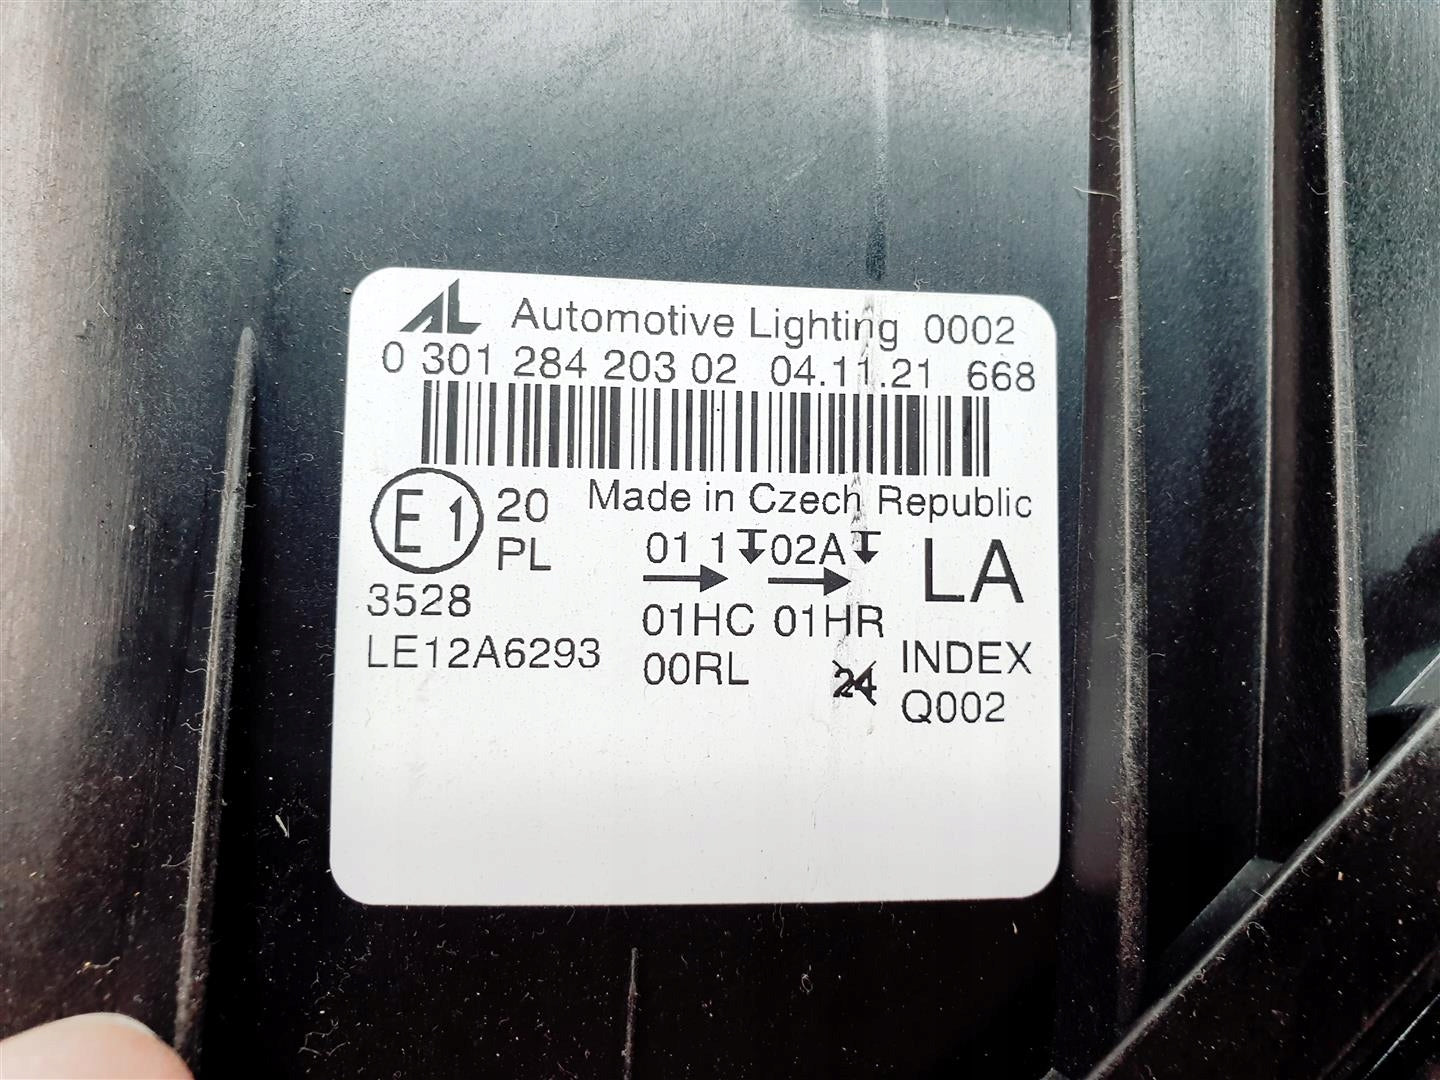 AL Automotive Lighting 0002
0 301 284 203 02 04.11.21 668
E1 20 Made in Czech Republic
PL 01 1 02A LA
3528 01HC 01HR
LE12A6293 00RL 24 INDEX
Q002